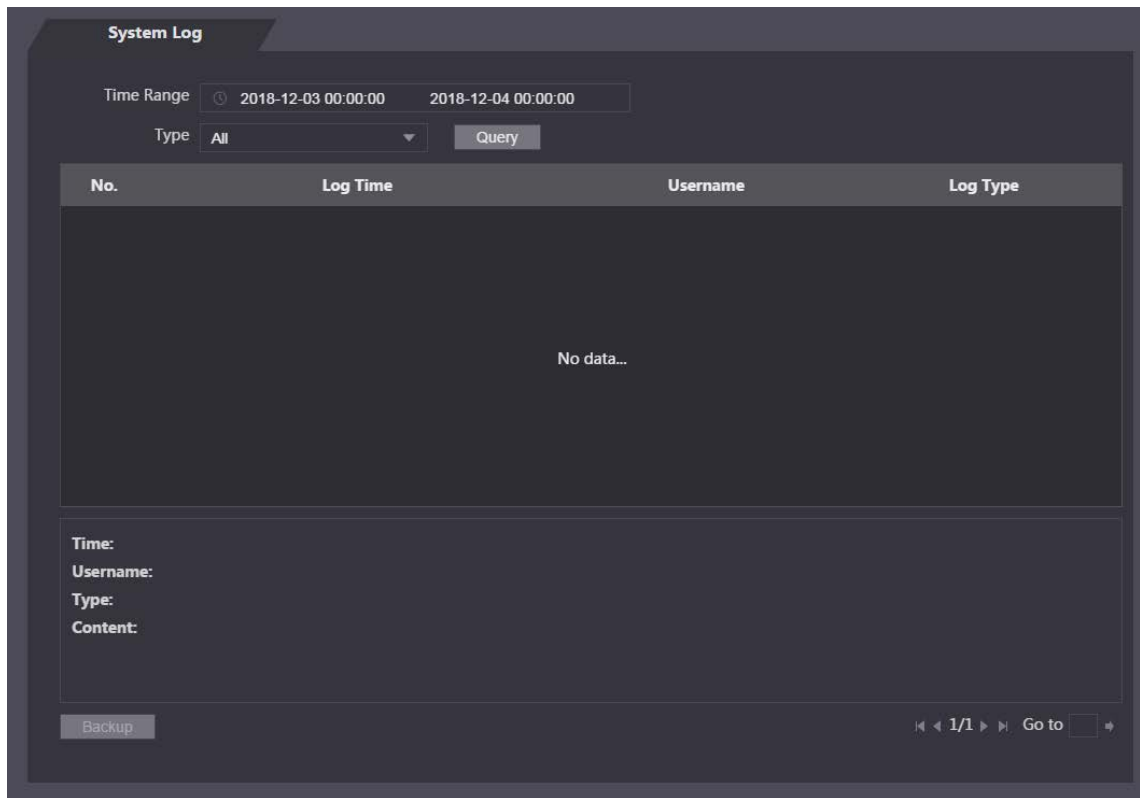 System Log
Time Range 2018-12-03 00:00:00 2018-12-04 00:00:00
Type All Query
No. Log Time Username Log Type
No data...
Time:
Username:
Type:
Content:
Backup 1/1 Go to